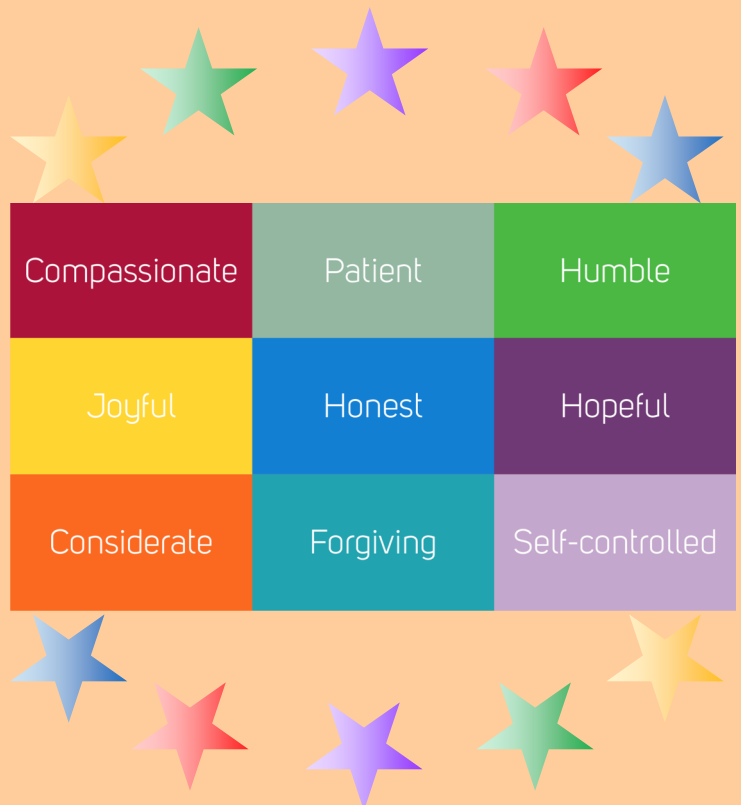 Compassionate Patient Humble
Joyful Honest Hopeful
Considerate Forgiving Self-controlled